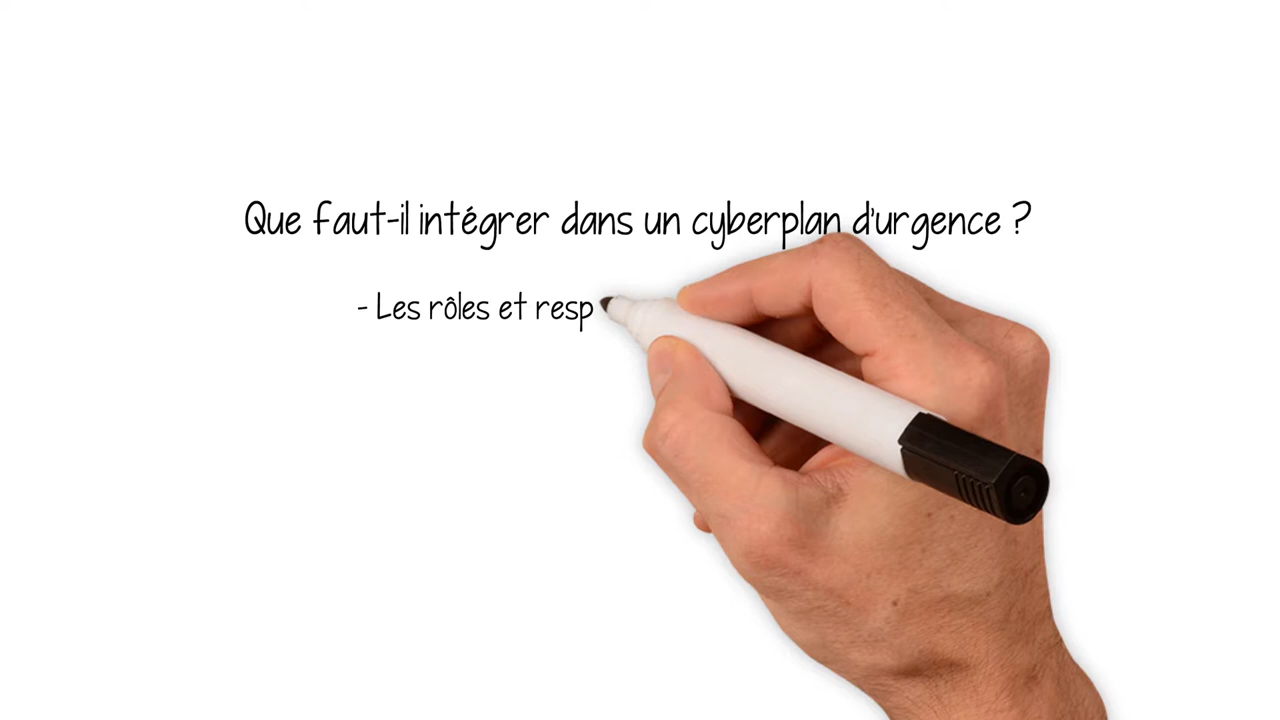 Que faut-il intégrer dans un cyberplan d'urgence ?
- Les rôles et resp